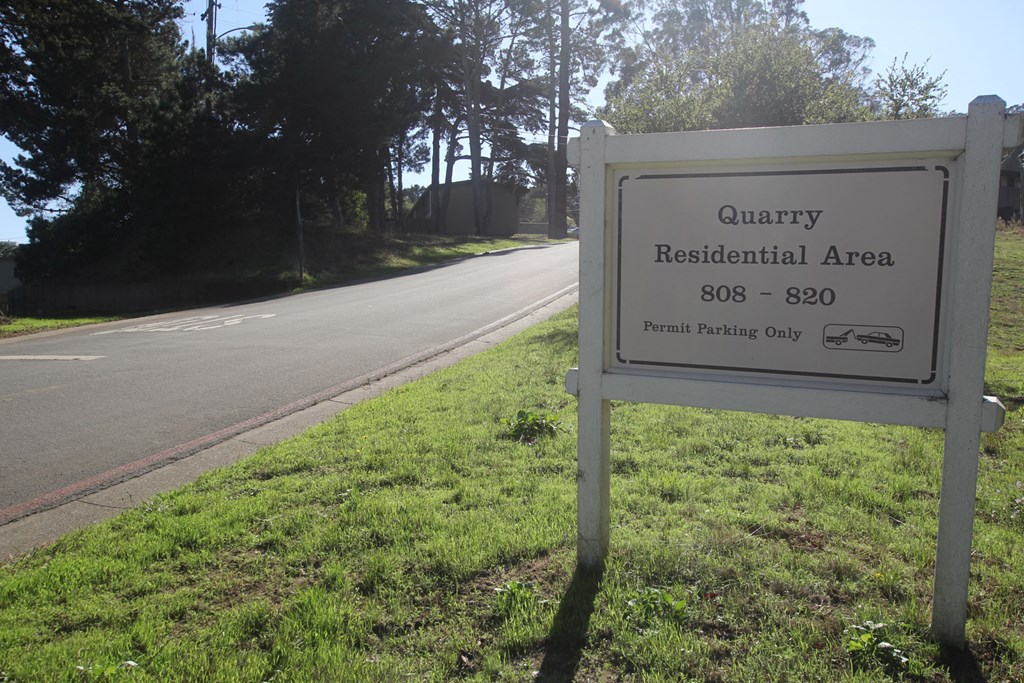 Quarry
Residential Area
808 - 820
Permit Parking Only